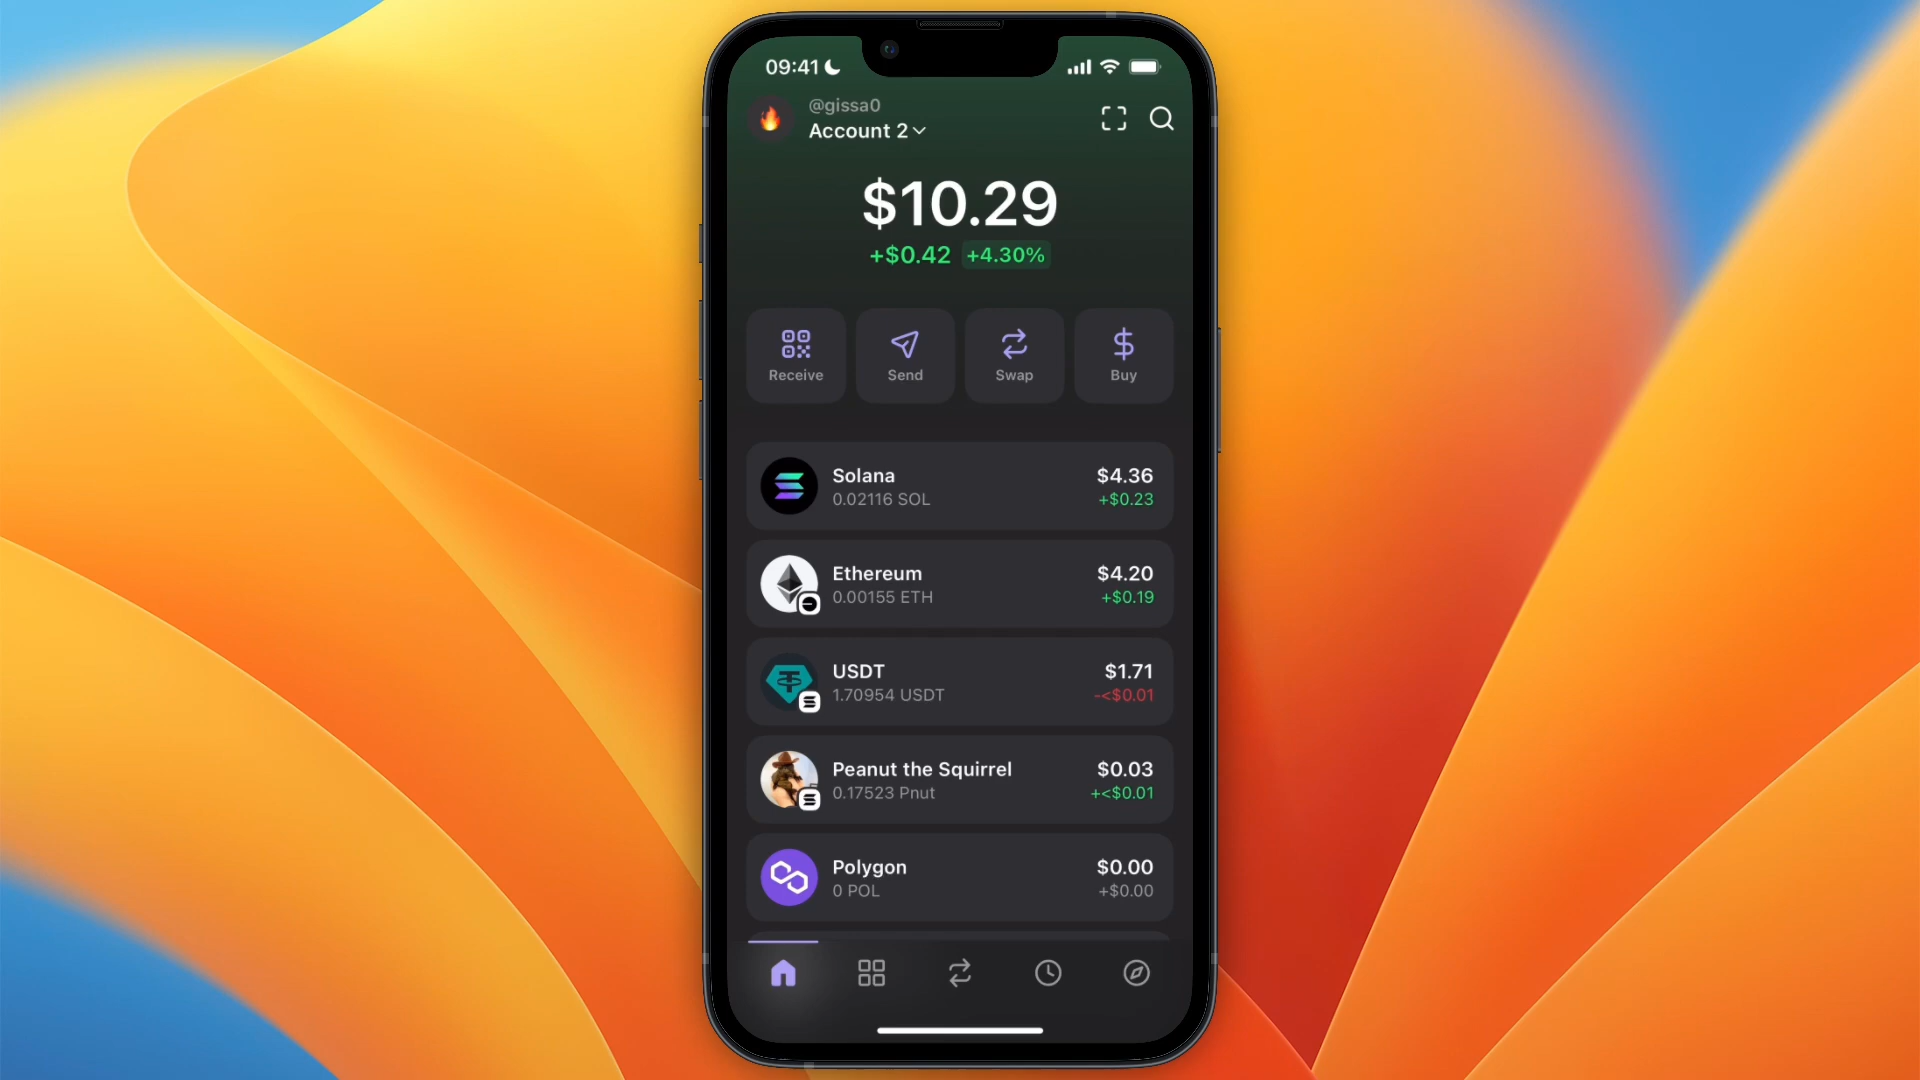 09:41
@gissa0
Account 2
$10.29
+$0.42 +4.30%
Receive Send Swap Buy
Solana $4.36
0.02116 SOL +$0.23
Ethereum $4.20
0.00155 ETH +$0.19
USDT $1.71
1.70954 USDT -<$0.01
Peanut the Squirrel $0.03
0.17523 Pnut +<$0.01
Polygon $0.00
0 POL +$0.00